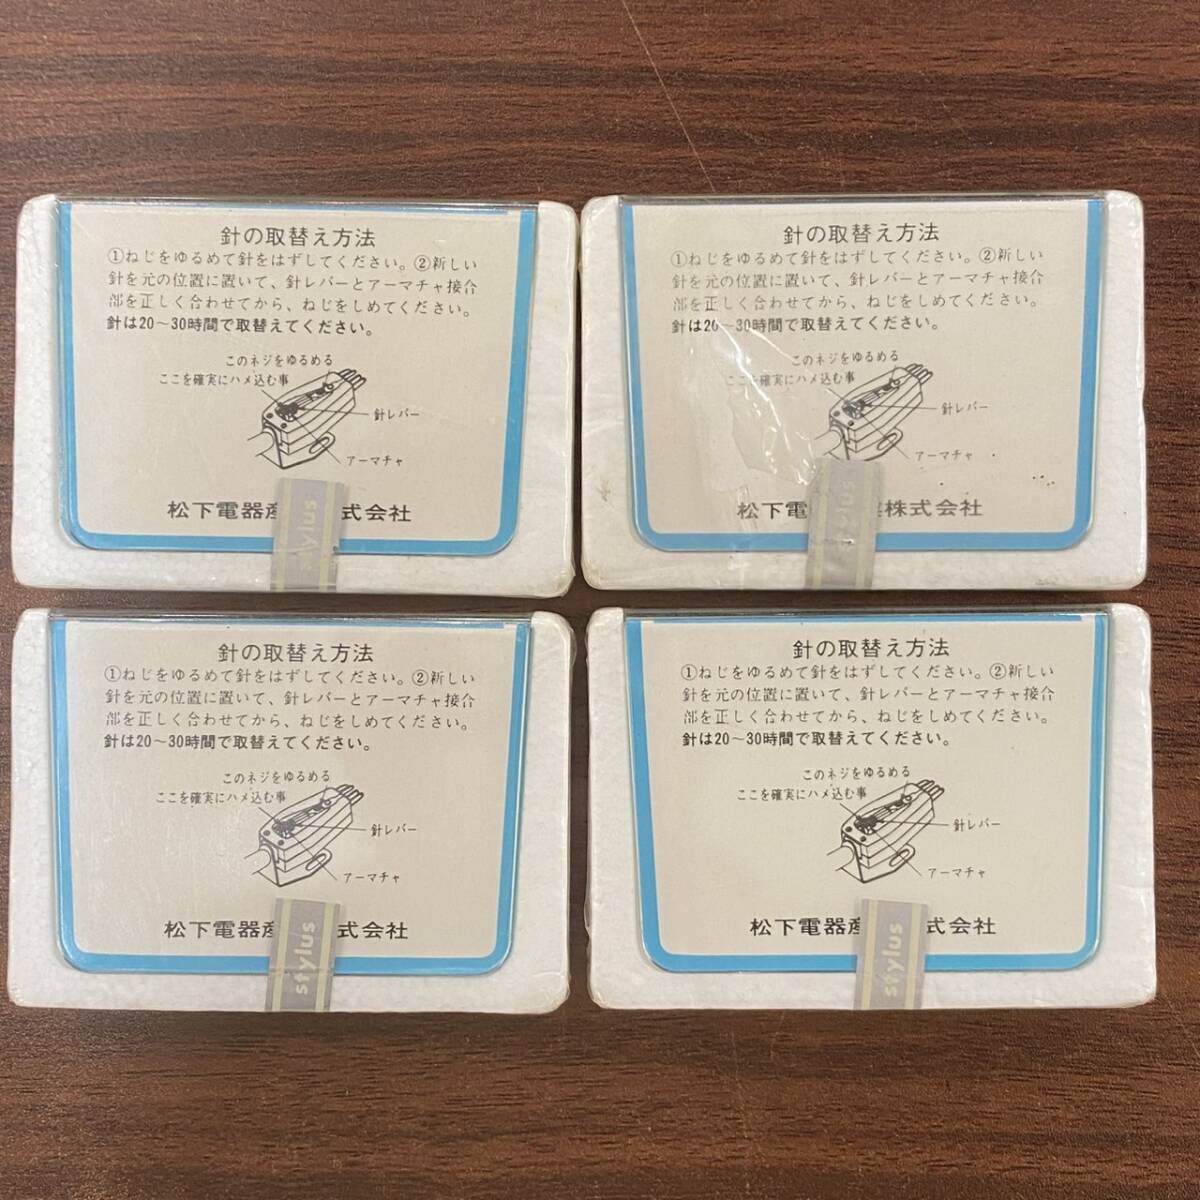 針の取替え方法
①ねじをゆるめて針をはずしてください。②新しい
針を元の位置に置いて、針レバーとアーマチャ接合
部を正しく合わせてから、ねじをしめてください。
針は20〜30時間で取替えてください。
このネジをゆるめる
ここを確実にハメ込む事
針レバー
アーマチャ
松下電器産 式会社
stylus
針の取替え方法
①ねじをゆるめて針をはずしてください。②新しい
針を元の位置に置いて、針レバーとアーマチャ接合
部を正しく合わせてから、ねじをしめてください。
針は20〜30時間で取替えてください。
このネジをゆるめる
ここを確実にハメ込む事
針レバー
アーマチャ
松下電 業株式会社
stylus
針の取替え方法
①ねじをゆるめて針をはずしてください。②新しい
針を元の位置に置いて、針レバーとアーマチャ接合
部を正しく合わせてから、ねじをしめてください。
針は20〜30時間で取替えてください。
このネジをゆるめる
ここを確実にハメ込む事
針レバー
アーマチャ
松下電器産 式会社
stylus
針の取替え方法
①ねじをゆるめて針をはずしてください。②新しい
針を元の位置に置いて、針レバーとアーマチャ接合
部を正しく合わせてから、ねじをしめてください。
針は20〜30時間で取替えてください。
このネジをゆるめる
ここを確実にハメ込む事
針レバー
アーマチャ
松下電器産 株式会社
stylus